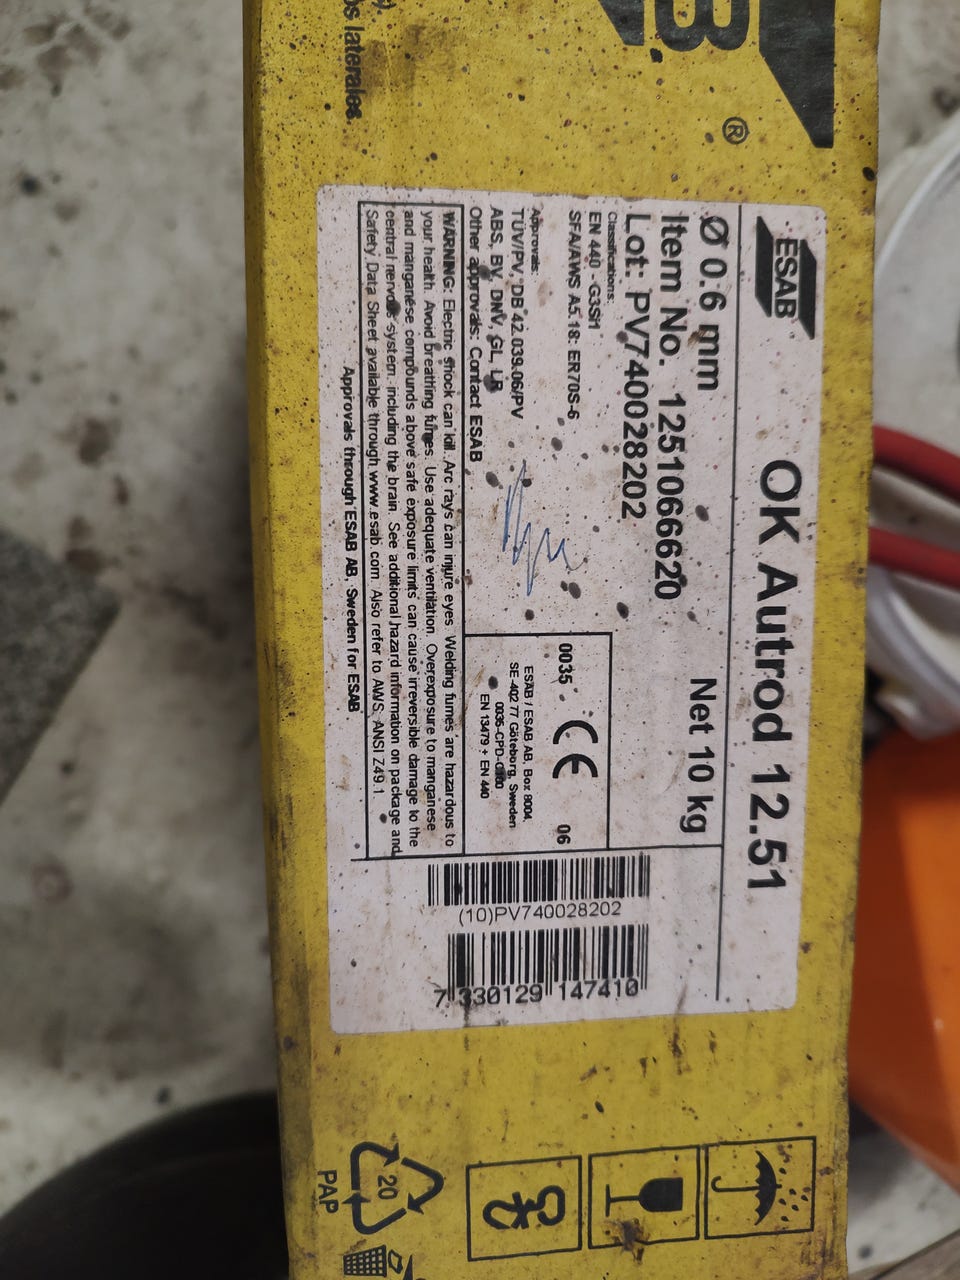 B®
os laterales.
ESAB
OK Autrod 12.51
Ø 0.6 mm Net 10 kg
Item No. 1251066620
Lot: PV740028202
Classifications:
EN 440 - G3Si1
SFA/AWS A5.18: ER70S-6
Approvals:
TÜV/PV, DB 42.039.06/PV
ABS, BV, DNV, GL, LR
Other approvals: Contact ESAB
0035 CE 06
ESAB / ESAB AB, Box 8004,
SE-402 77 Göteborg, Sweden
0035-CPD-
EN 13479 + EN 440
WARNING: Electric shock can kill. Arc rays can injure eyes. Welding fumes are hazardous to
your health. Avoid breathing fumes. Use adequate ventilation. Overexposure to manganese
and manganese compounds above safe exposure limits can cause irreversible damage to the
central nervous system, including the brain. See additional hazard information on package and
Safety Data Sheet available through www.esab.com. Also refer to AWS, ANSI Z49.1.
Approvals through ESAB AB, Sweden for ESAB.
(10)PV740028202
7 330129 147410
20
PAP